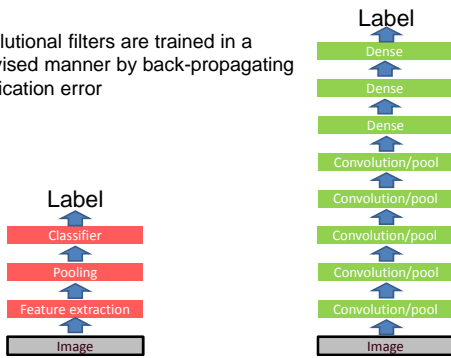 lutional filters are trained in a
vised manner by back-propagating
ication error
Label
Classifier
Pooling
Feature extraction
Image
Label
Dense
Dense
Dense
Convolution/pool
Convolution/pool
Convolution/pool
Convolution/pool
Convolution/pool
Image